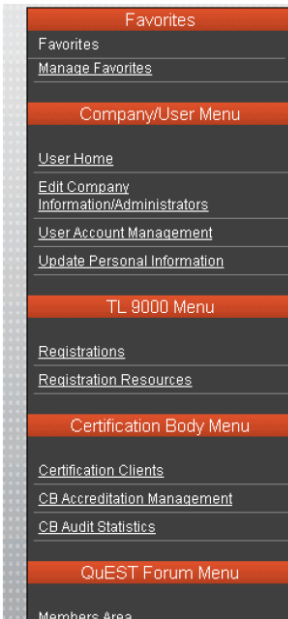 Favorites
Favorites
Manage Favorites
Company/User Menu
User Home
Edit Company
Information/Administrators
User Account Management
Update Personal Information
TL 9000 Menu
Registrations
Registration Resources
Certification Body Menu
Certification Clients
CB Accreditation Management
CB Audit Statistics
QuEST Forum Menu
Members Area